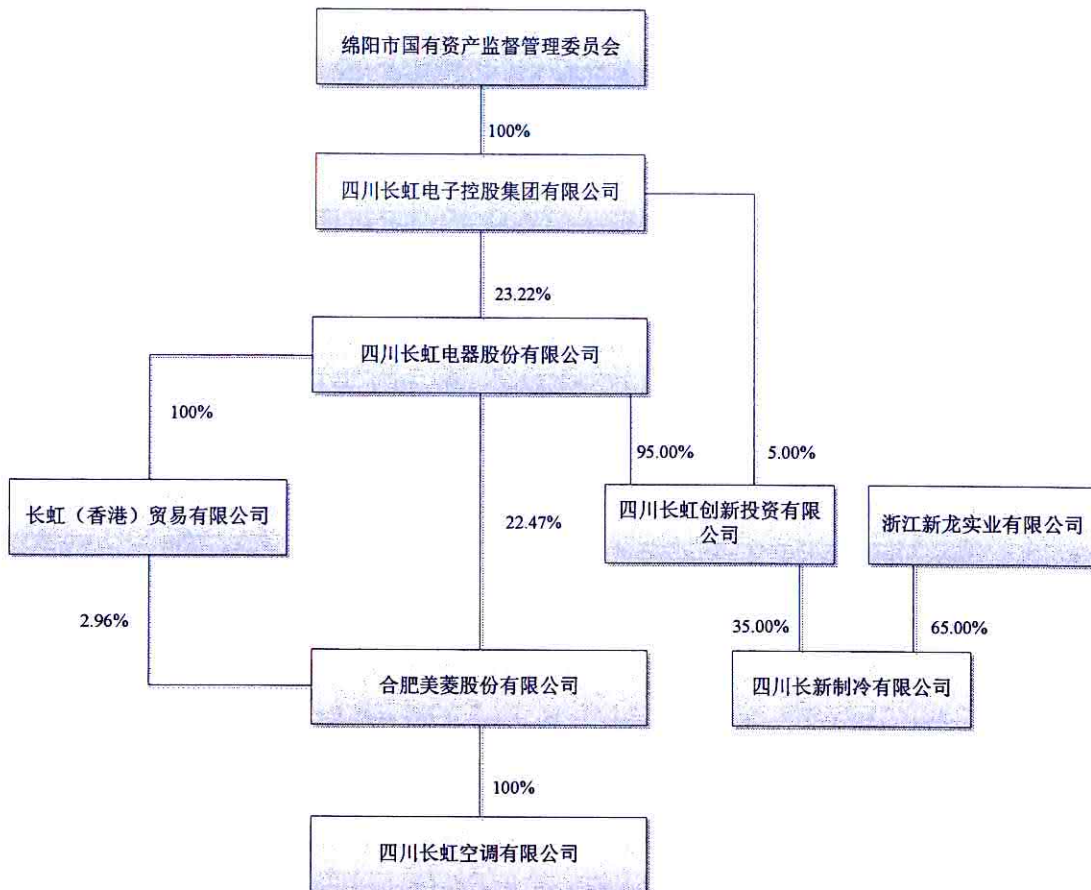 绵阳市国有资产监督管理委员会
100%
四川长虹电子控股集团有限公司
23.22%
四川长虹电器股份有限公司
100%
95.00%
5.00%
长虹（香港）贸易有限公司
22.47%
四川长虹创新投资有限
公司
浙江新龙实业有限公司
2.96%
35.00%
65.00%
合肥美菱股份有限公司
四川长新制冷有限公司
100%
四川长虹空调有限公司